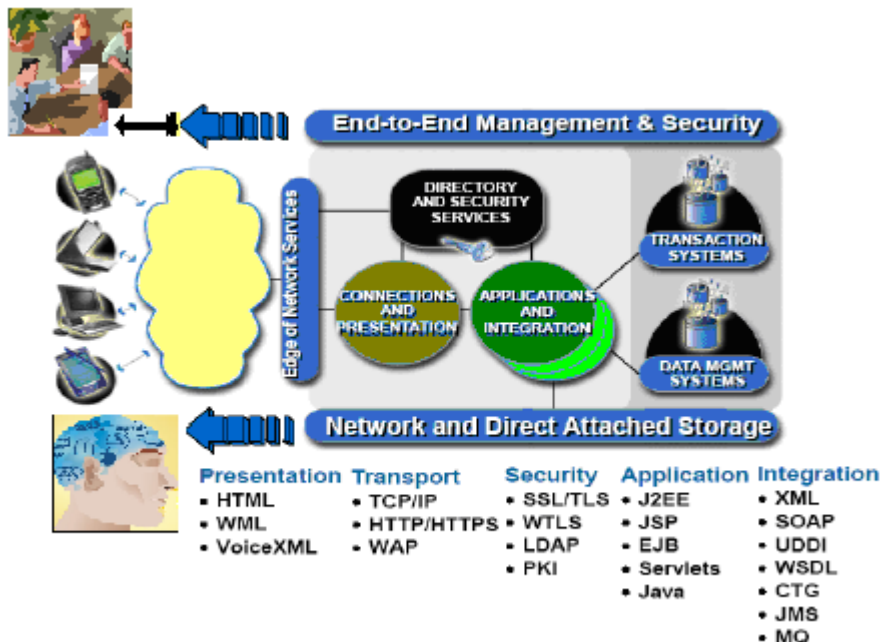 End-to-End Management & Security
DIRECTORY
AND SECURITY
SERVICES
Edge of Network Services
CONNECTIONS
AND
PRESENTATION
APPLICATIONS
AND
INTEGRATION
TRANSACTION
SYSTEMS
DATA MGMT
SYSTEMS
Network and Direct Attached Storage
Presentation
• HTML
• WML
• VoiceXML
Transport
• TCP/IP
• HTTP/HTTPS
• WAP
Security
• SSL/TLS
• WTLS
• LDAP
• PKI
Application
• J2EE
• JSP
• EJB
• Servlets
• Java
Integration
• XML
• SOAP
• UDDI
• WSDL
• CTG
• JMS
• MQ